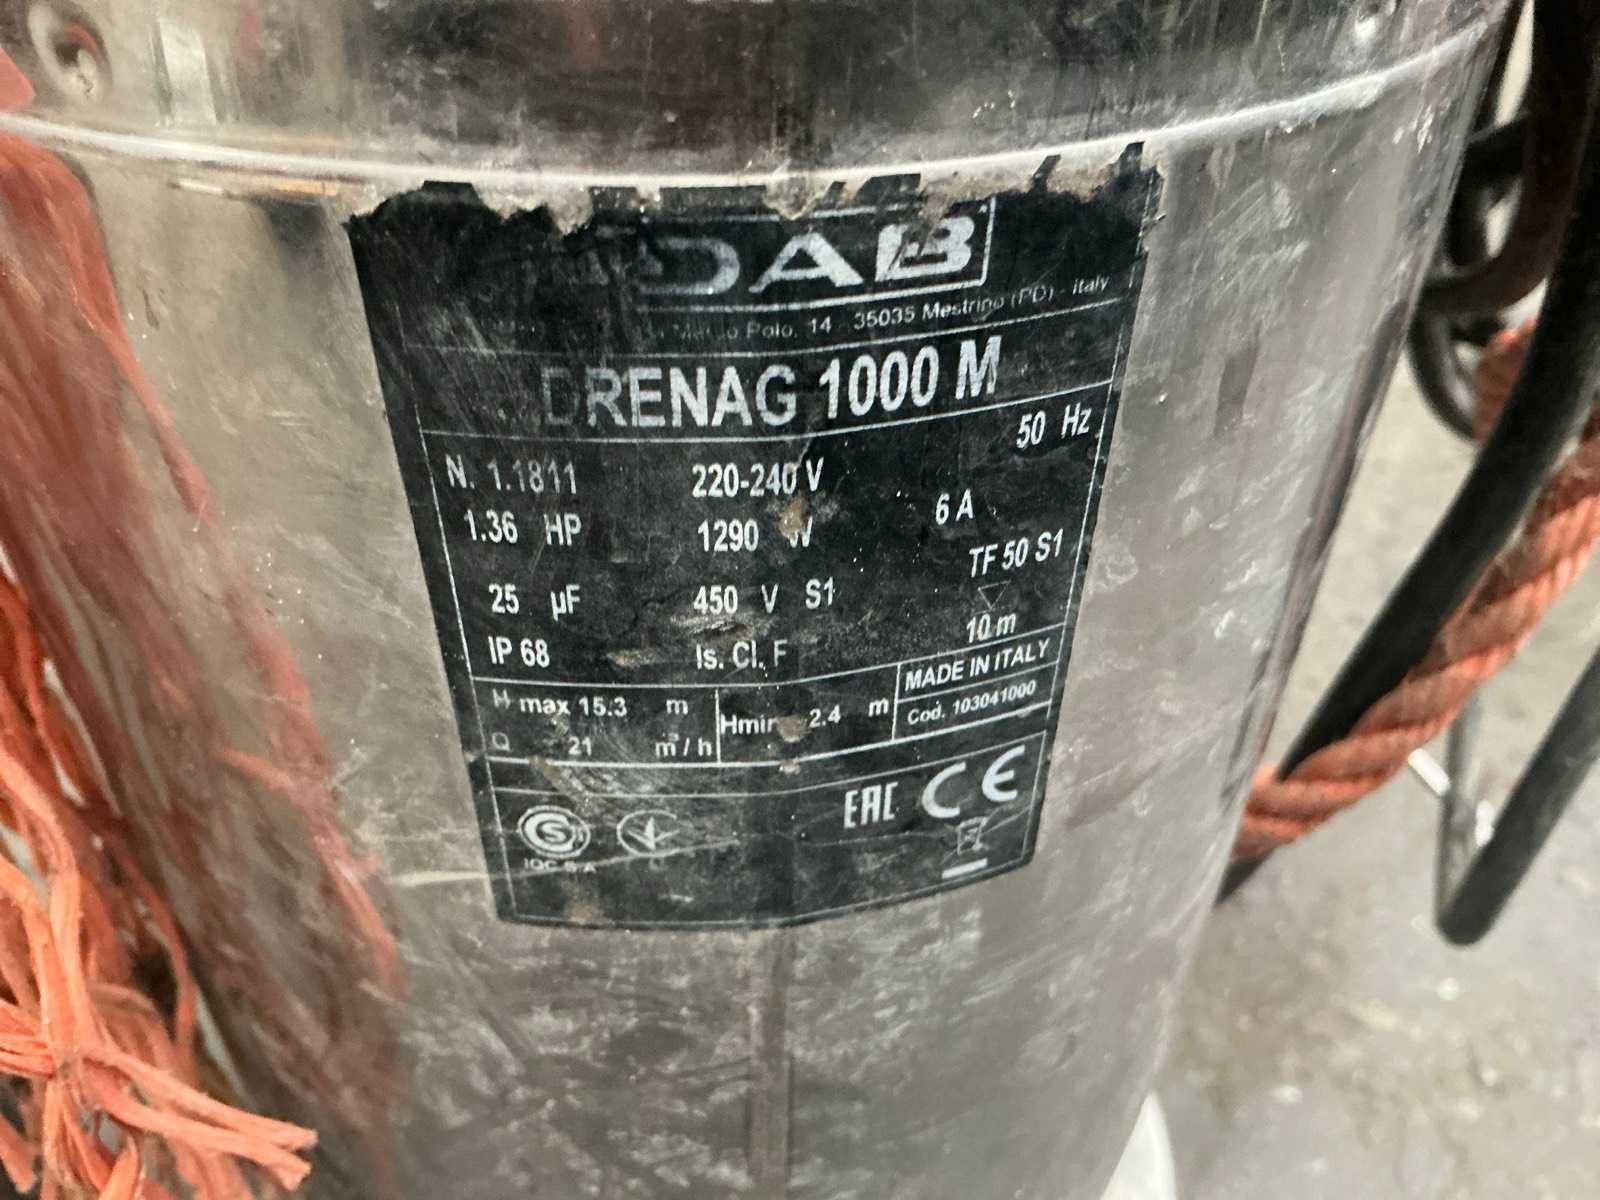 DAB
Marco Polo, 14 35035 Mestrino (PD) - Italy
DRENAG 1000 M
N. 1.1811 220-240 V 50 Hz
1.36 HP 1290 W 6 A
25 µF 450 V S1 TF 50 S1
IP 68 Is. Cl. F 10 m
H max 15.3 m Hmin 2.4 m MADE IN ITALY
Q 21 m³/h Cod. 103041000
EAC CE
IQC S/A